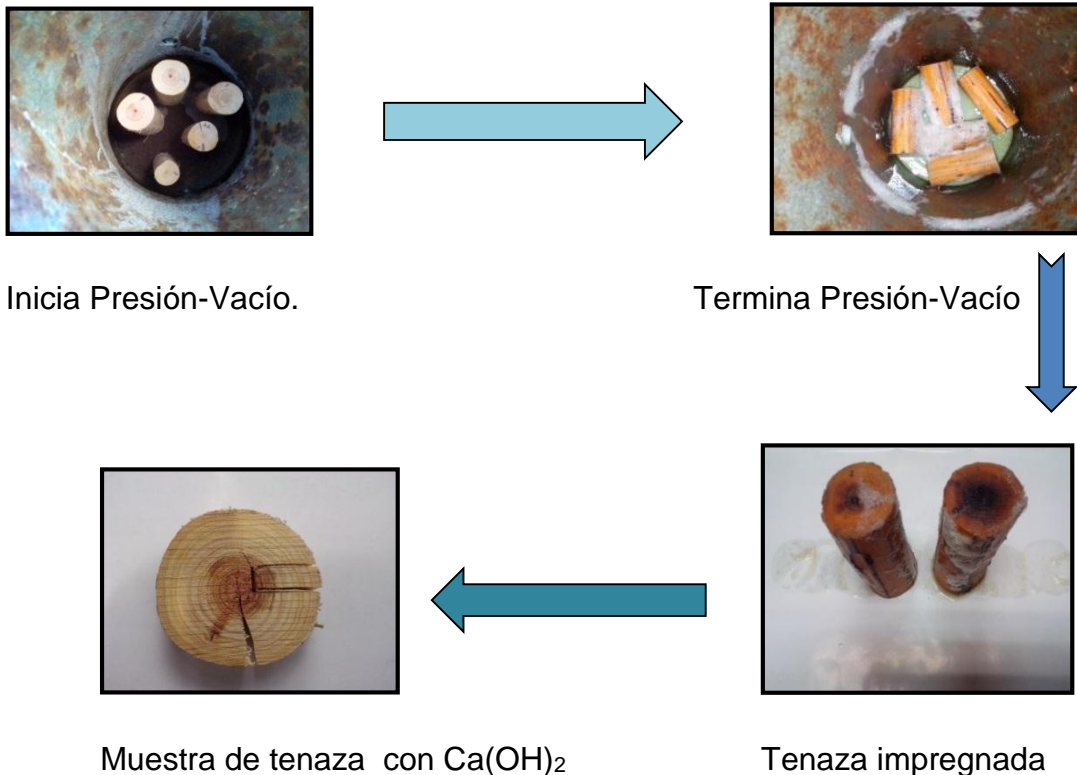 Inicia Presión-Vacío.
Termina Presión-Vacío
Muestra de tenaza con Ca(OH)₂
Tenaza impregnada